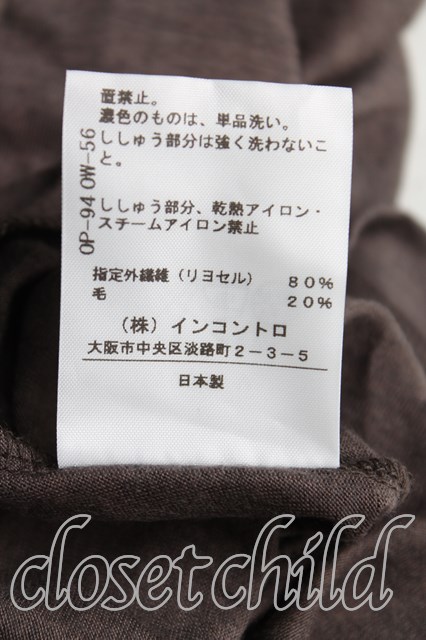 置禁止。
濃色のものは、単品洗い。
ししゅう部分は強く洗わないこ
と。
ししゅう部分、乾熱アイロン・
スチームアイロン禁止
指定外繊維（リヨセル） 80%
毛 20%
（株）インコントロ
大阪市中央区淡路町2-3-5
日本製
OP-940W-56
closet child